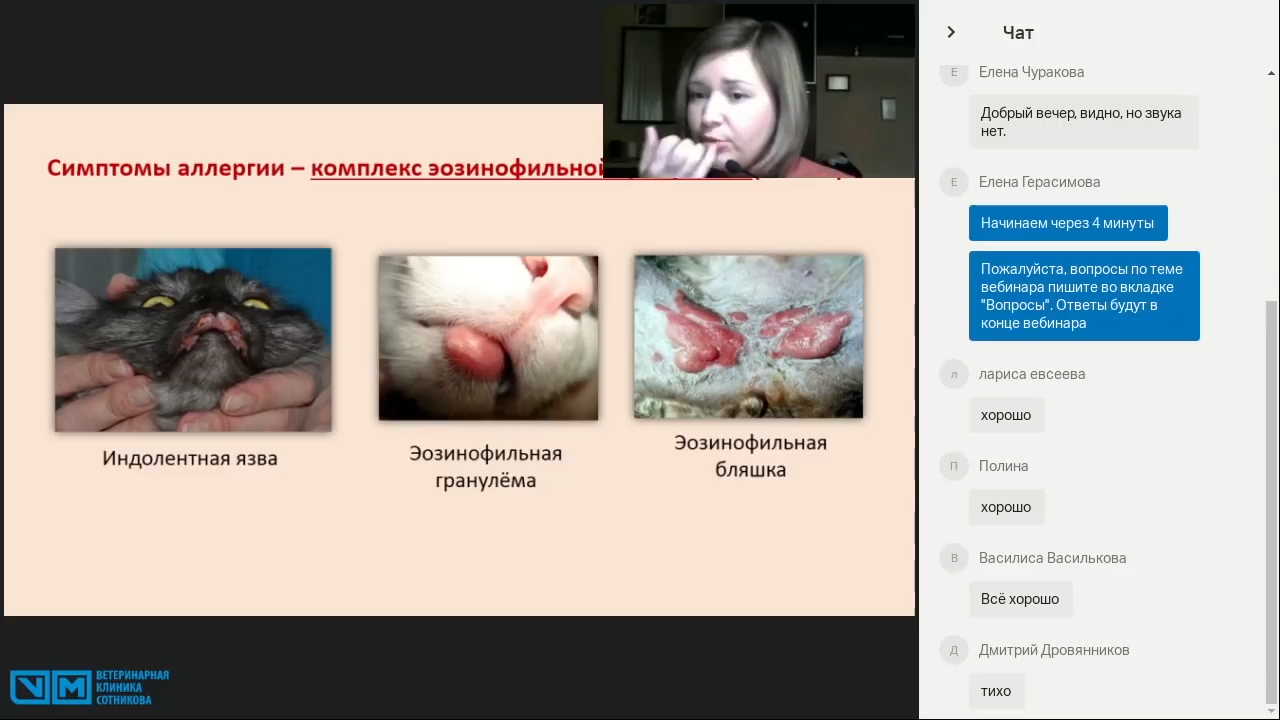 Симптомы аллергии – комплекс эозинофильной
Индолентная язва
Эозинофильная
гранулёма
Эозинофильная
бляшка
ВЕТЕРИНАРНАЯ
КЛИНИКА
СОТНИКОВА
Чат
Е
Елена Чуракова
Добрый вечер, видно, но звука
нет.
Е
Елена Герасимова
Начинаем через 4 минуты
Пожалуйста, вопросы по теме
вебинара пишите во вкладке
"Вопросы". Ответы будут в
конце вебинара
л
лариса евсеева
хорошо
П
Полина
хорошо
В
Василиса Василькова
Всё хорошо
Д
Дмитрий Дровянников
тихо